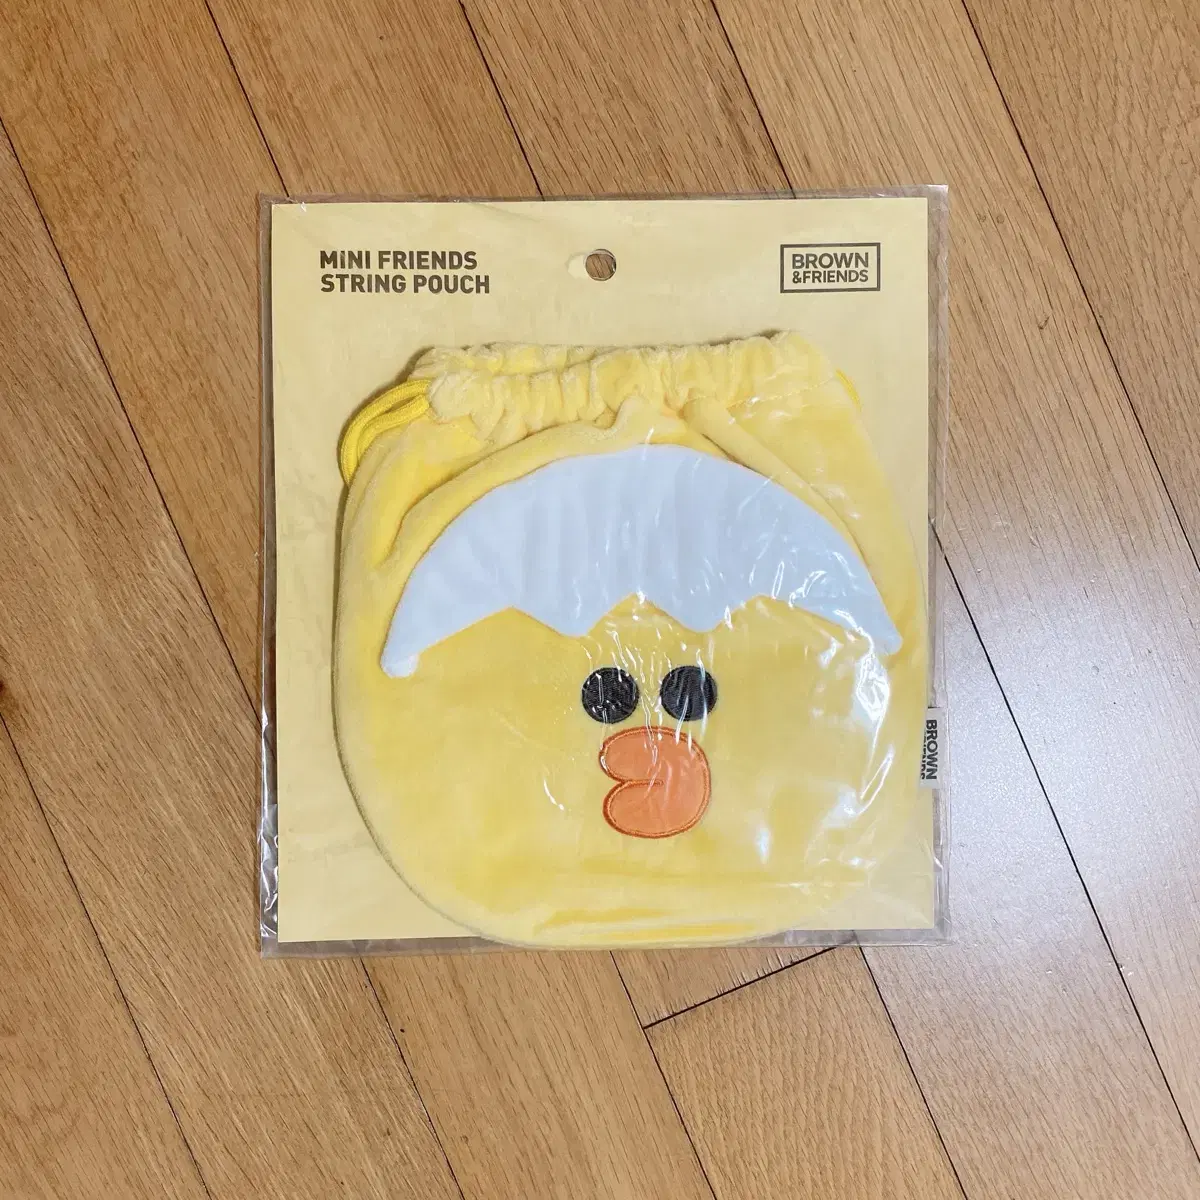 MINI FRIENDS
STRING POUCH
BROWN
&FRIENDS
BROWN